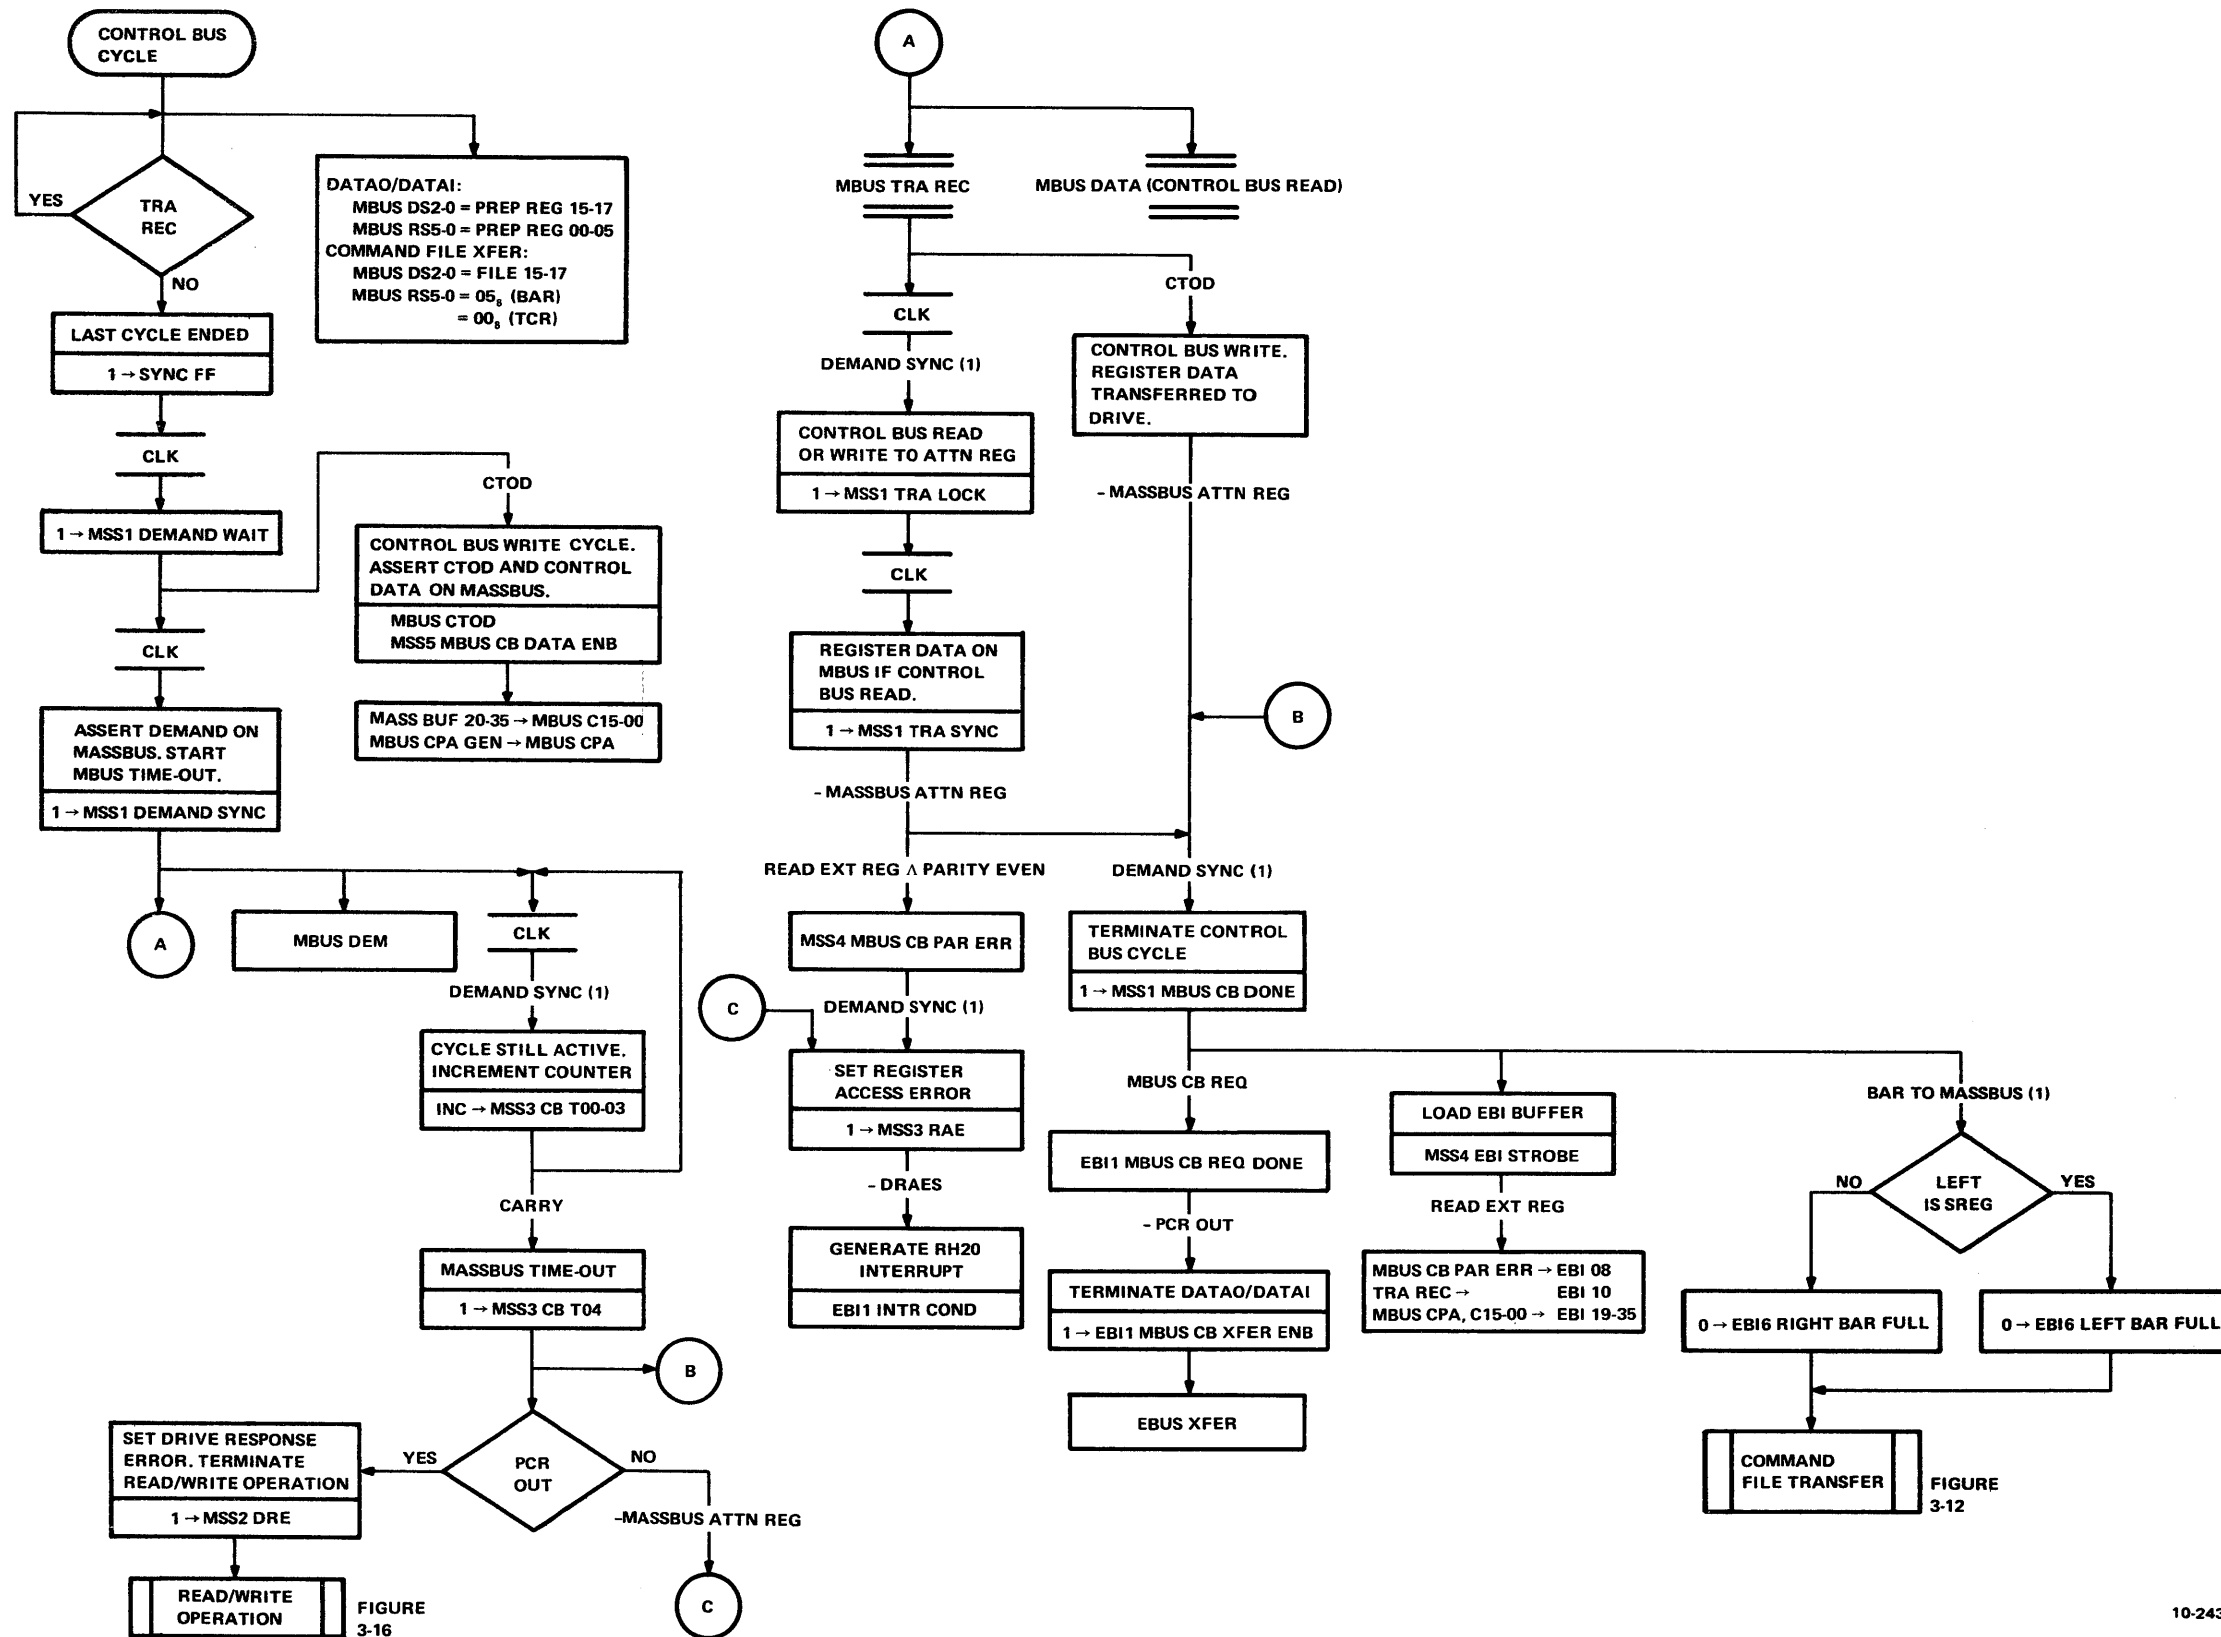 CONTROL BUS
CYCLE
YES
TRA
REC
NO
DATAO/DATAI:
MBUS DS2-0 = PREP REG 15-17
MBUS RS5-0 = PREP REG 00-05
COMMAND FILE XFER:
MBUS DS2-0 = FILE 15-17
MBUS RS5-0 = 05₈ (BAR)
= 00₈ (TCR)
LAST CYCLE ENDED
1 → SYNC FF
CLK
1 → MSS1 DEMAND WAIT
CTOD
CONTROL BUS WRITE CYCLE.
ASSERT CTOD AND CONTROL
DATA ON MASSBUS.
MBUS CTOD
MSS5 MBUS CB DATA ENB
MASS BUF 20-35 → MBUS C15-00
MBUS CPA GEN → MBUS CPA
CLK
ASSERT DEMAND ON
MASSBUS. START
MBUS TIME-OUT.
1 → MSS1 DEMAND SYNC
A
MBUS DEM
CLK
DEMAND SYNC (1)
CYCLE STILL ACTIVE.
INCREMENT COUNTER
INC → MSS3 CB T00-03
CARRY
MASSBUS TIME-OUT
1 → MSS3 CB T04
B
PCR
OUT
YES
NO
SET DRIVE RESPONSE
ERROR. TERMINATE
READ/WRITE OPERATION
1 → MSS2 DRE
READ/WRITE
OPERATION
FIGURE
3-16
–MASSBUS ATTN REG
C
A
MBUS TRA REC
MBUS DATA (CONTROL BUS READ)
CLK
DEMAND SYNC (1)
CTOD
CONTROL BUS WRITE.
REGISTER DATA
TRANSFERRED TO
DRIVE.
CONTROL BUS READ
OR WRITE TO ATTN REG
1 → MSS1 TRA LOCK
– MASSBUS ATTN REG
CLK
REGISTER DATA ON
MBUS IF CONTROL
BUS READ.
1 → MSS1 TRA SYNC
B
– MASSBUS ATTN REG
READ EXT REG Λ PARITY EVEN
DEMAND SYNC (1)
MSS4 MBUS CB PAR ERR
C
DEMAND SYNC (1)
SET REGISTER
ACCESS ERROR
1 → MSS3 RAE
– DRAES
GENERATE RH20
INTERRUPT
EBI1 INTR COND
TERMINATE CONTROL
BUS CYCLE
1 → MSS1 MBUS CB DONE
MBUS CB REQ
EBI1 MBUS CB REQ DONE
– PCR OUT
TERMINATE DATAO/DATAI
1 → EBI1 MBUS CB XFER ENB
EBUS XFER
LOAD EBI BUFFER
MSS4 EBI STROBE
READ EXT REG
MBUS CB PAR ERR → EBI 08
TRA REC → EBI 10
MBUS CPA, C15-00 → EBI 19-35
BAR TO MASSBUS (1)
NO
LEFT
IS SREG
YES
0 → EBI6 RIGHT BAR FULL
0 → EBI6 LEFT BAR FULL
COMMAND
FILE TRANSFER
FIGURE
3-12
10-243